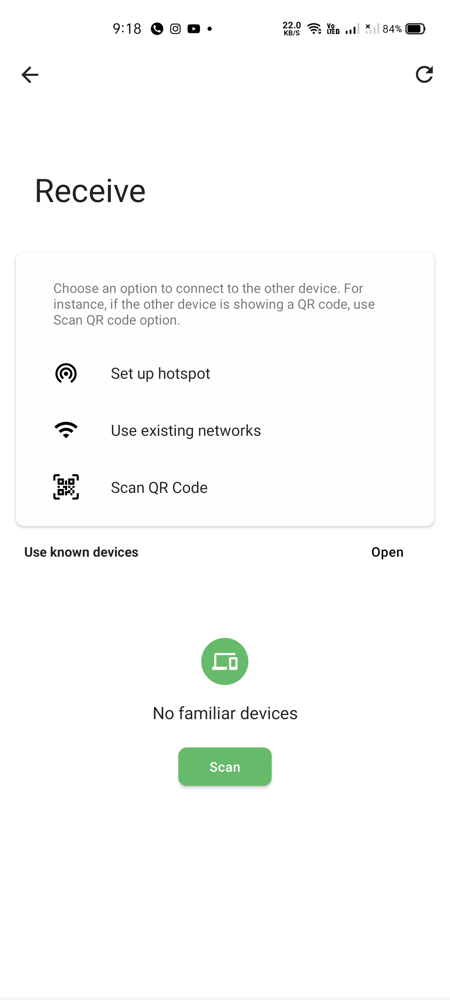 9:18
22.0
KB/S
Vo
LTE
84%
Receive
Choose an option to connect to the other device. For
instance, if the other device is showing a QR code, use
Scan QR code option.
Set up hotspot
Use existing networks
Scan QR Code
Use known devices
Open
No familiar devices
Scan